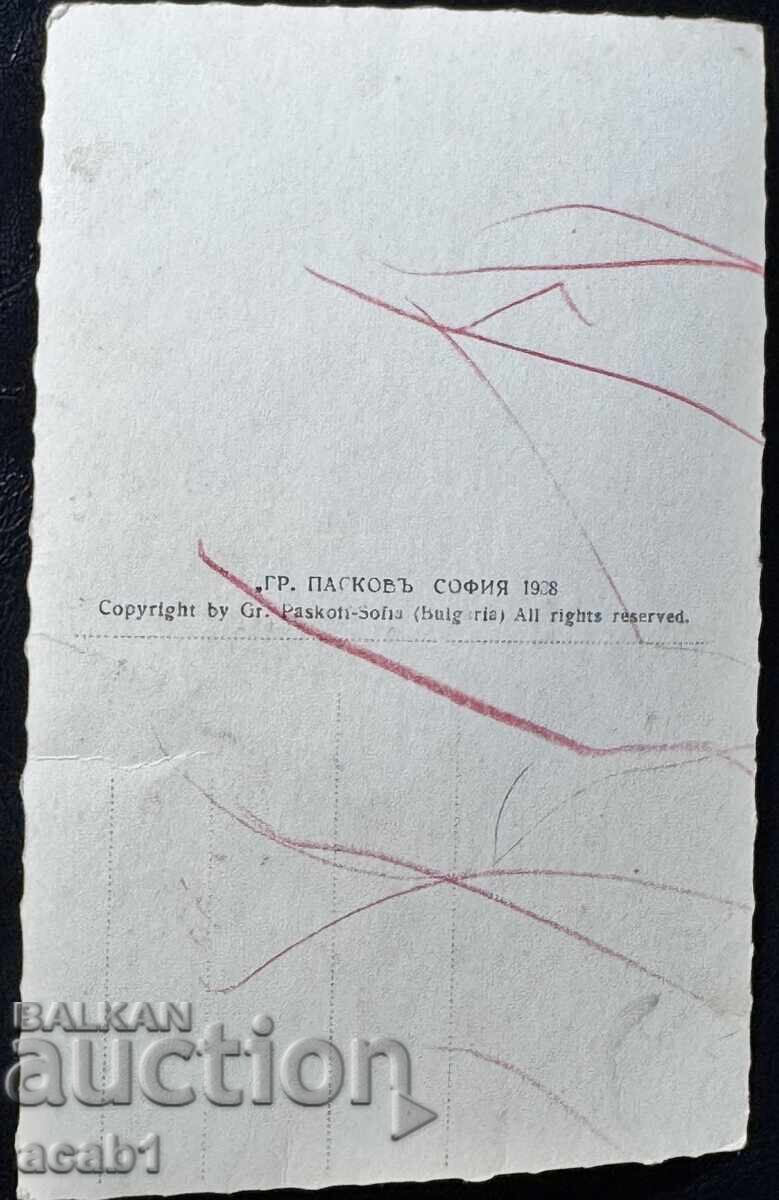 „ГР. ПАСКОВЪ СОФИЯ 1938
Copyright by Gr. Paskoff-Sofia (Bulgaria) All rights reserved.
BALKAN
auction
acab1